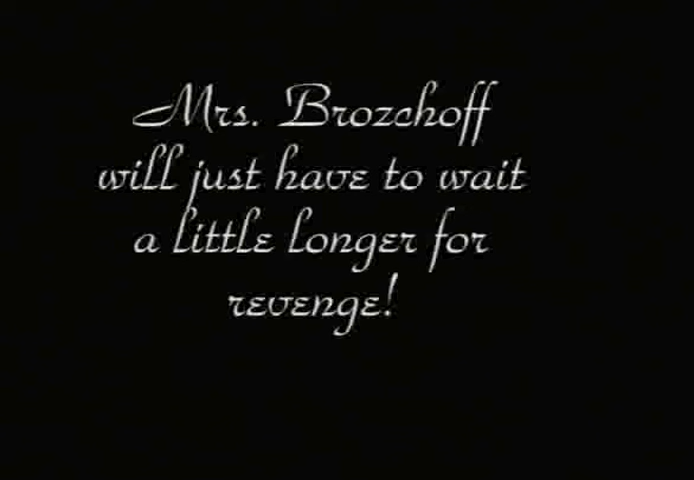 Mrs. Brozchoff
will just have to wait
a little longer for
revenge!